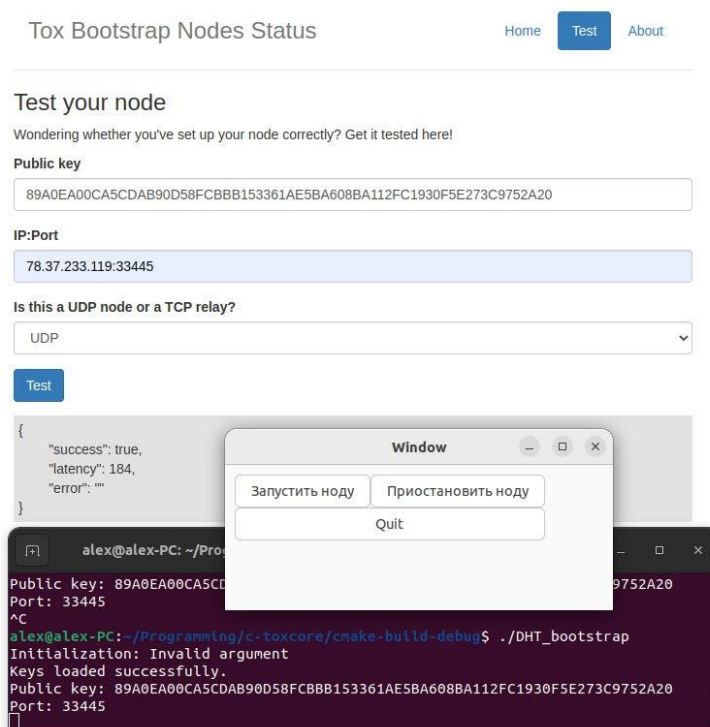 Tox Bootstrap Nodes Status
Home Test About
Test your node
Wondering whether you've set up your node correctly? Get it tested here!
Public key
89A0EA00CA5CDAB90D58FCBBB153361AE5BA608BA112FC1930F5E273C9752A20
IP:Port
78.37.233.119:33445
Is this a UDP node or a TCP relay?
UDP
Test
{
"success": true,
"latency": 184,
"error": ""
}
Window
Запустить ноду Приостановить ноду
Quit
alex@alex-PC: ~/Prog
Public key: 89A0EA00CA5CD 9752A20
Port: 33445
^C
alex@alex-PC:~/Programming/c-toxcore/cmake-build-debug$ ./DHT_bootstrap
Initialization: Invalid argument
Keys loaded successfully.
Public key: 89A0EA00CA5CDAB90D58FCBBB153361AE5BA608BA112FC1930F5E273C9752A20
Port: 33445